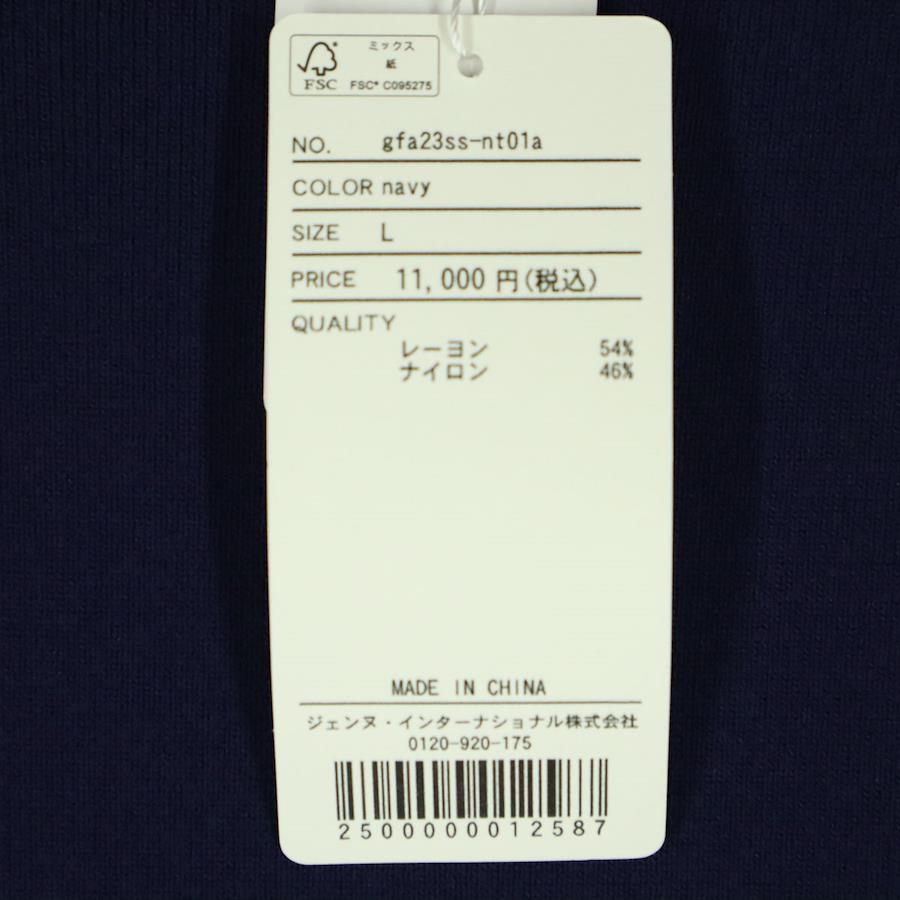 ミックス
紙
FSC FSC® C095275
NO. gfa23ss-nt01a
COLOR navy
SIZE L
PRICE 11,000 円(税込)
QUALITY
レーヨン 54%
ナイロン 46%
MADE IN CHINA
ジェンヌ・インターナショナル株式会社
0120-920-175
2500000012587